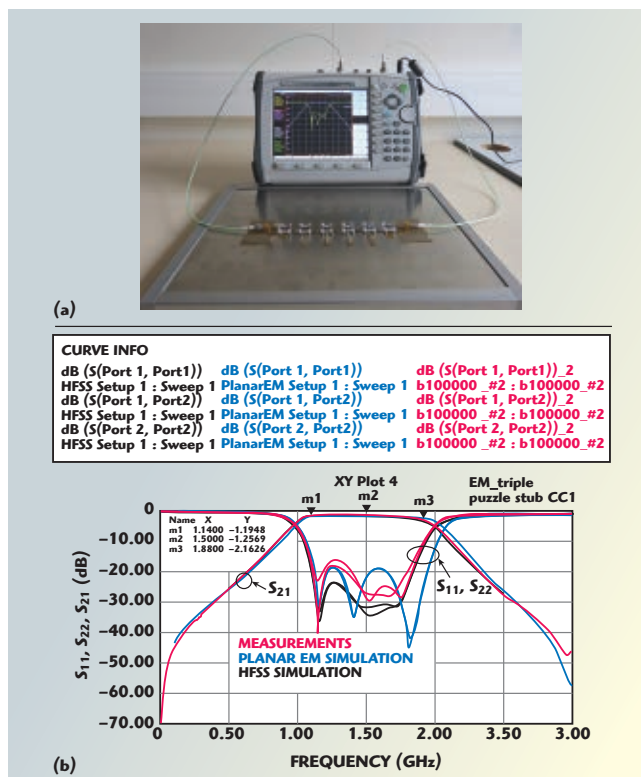 (a)
CURVE INFO
dB (S(Port 1, Port1)) dB (S(Port 1, Port1)) dB (S(Port 1, Port1))_2
HFSS Setup 1 : Sweep 1 PlanarEM Setup 1 : Sweep 1 b100000 _#2 : b100000_#2
dB (S(Port 1, Port2)) dB (S(Port 1, Port2)) dB (S(Port 1, Port2))_2
HFSS Setup 1 : Sweep 1 PlanarEM Setup 1 : Sweep 1 b100000 _#2 : b100000_#2
dB (S(Port 2, Port2)) dB (S(Port 2, Port2)) dB (S(Port 2, Port2))_2
HFSS Setup 1 : Sweep 1 PlanarEM Setup 1 : Sweep 1 b100000 _#2 : b100000_#2
XY Plot 4
EM_triple
puzzle stub CC1
m1 m2 m3
Name X Y
m1 1.1400 –1.1948
m2 1.5000 –1.2569
m3 1.8800 –2.1626
S21
S11, S22
MEASUREMENTS
PLANAR EM SIMULATION
HFSS SIMULATION
0
–10.00
–20.00
–30.00
–40.00
–50.00
–60.00
–70.00
S11, S22, S21 (dB)
0 0.50 1.00 1.50 2.00 2.50 3.00
FREQUENCY (GHz)
(b)